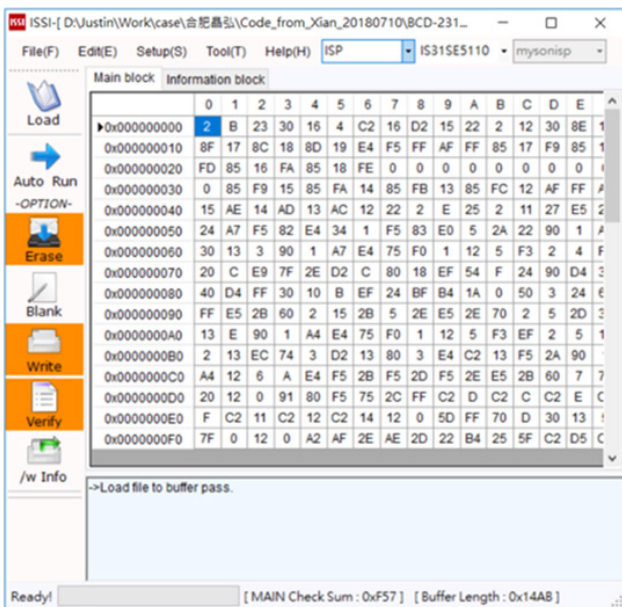 ISSI-[ D:\Justin\Work\case\合肥晶弘\Code_from_Xian_20180710\BCD-231...
File(F) Edit(E) Setup(S) Tool(T) Help(H) ISP IS31SE5110 mysonisp
Main block Information block
Load
Auto Run
-OPTION-
Erase
Blank
Write
Verify
/w Info
0 1 2 3 4 5 6 7 8 9 A B C D E
0x000000000 2 B 23 30 16 4 C2 16 D2 15 22 2 12 30 8E
0x000000010 8F 17 8C 18 8D 19 E4 F5 FF AF FF 85 17 F9 85
0x000000020 FD 85 16 FA 85 18 FE 0 0 0 0 0 0 0 0
0x000000030 0 85 F9 15 85 FA 14 85 FB 13 85 FC 12 AF FF
0x000000040 15 AE 14 AD 13 AC 12 22 2 E 25 2 11 27 E5
0x000000050 24 A7 F5 82 E4 34 1 F5 83 E0 5 2A 22 90 1
0x000000060 30 13 3 90 1 A7 E4 75 F0 1 12 5 F3 2 4
0x000000070 20 C E9 7F 2E D2 C 80 18 EF 54 F 24 90 D4
0x000000080 40 D4 FF 30 10 B EF 24 BF B4 1A 0 50 3 24
0x000000090 FF E5 2B 60 2 15 2B 5 2E E5 2E 70 2 5 2D
0x0000000A0 13 E 90 1 A4 E4 75 F0 1 12 5 F3 EF 2 5
0x0000000B0 2 13 EC 74 3 D2 13 80 3 E4 C2 13 F5 2A 90
0x0000000C0 A4 12 6 A E4 F5 2B F5 2D F5 2E E5 2B 60 7
0x0000000D0 20 12 0 91 80 F5 75 2C FF C2 D C2 C C2 E
0x0000000E0 F C2 11 C2 12 C2 14 12 0 5D FF 70 D 30 13
0x0000000F0 7F 0 12 0 A2 AF 2E AE 2D 22 B4 25 5F C2 D5
->Load file to buffer pass.
Ready! [ MAIN Check Sum : 0xF57 ] [ Buffer Length : 0x14AB ]